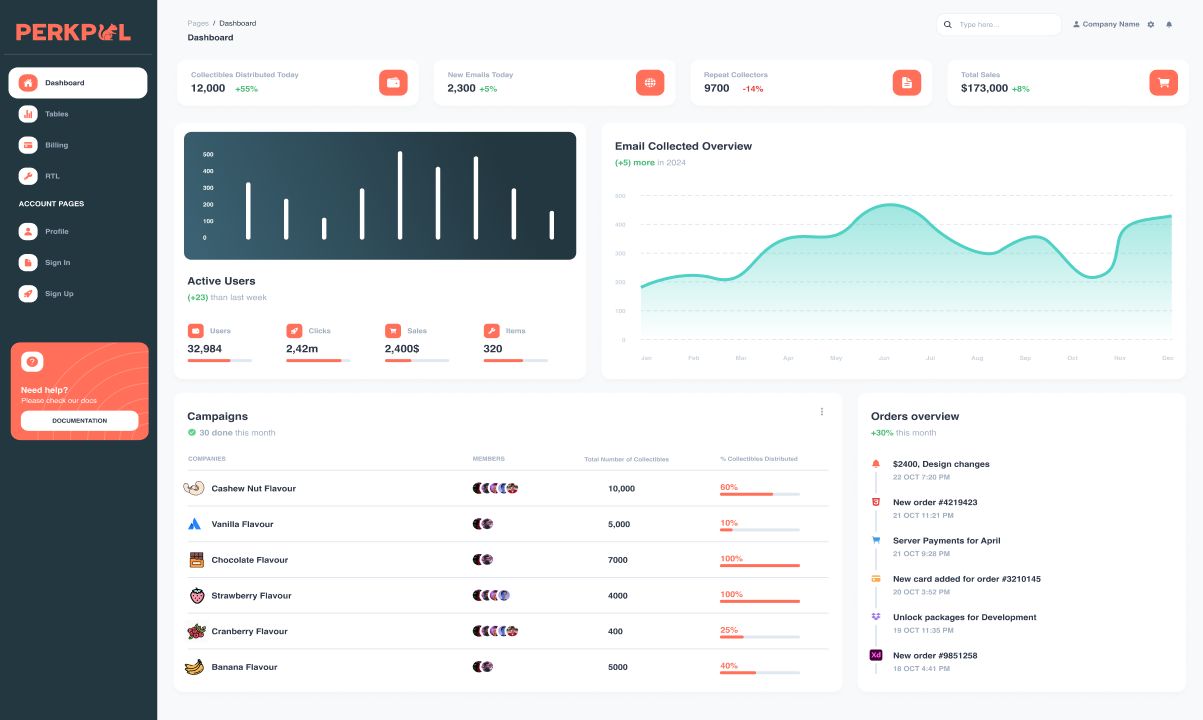 PERKPAL
Dashboard
Tables
Billing
RTL
ACCOUNT PAGES
Profile
Sign In
Sign Up
?
Need help?
Please check our docs
DOCUMENTATION
Pages / Dashboard
Dashboard
Type here...
Company Name
Collectibles Distributed Today
12,000 +55%
New Emails Today
2,300 +5%
Repeat Collectors
9700 -14%
Total Sales
$173,000 +8%
500
400
300
200
100
0
Active Users
(+23) than last week
Users
32,984
Clicks
2,42m
Sales
2,400$
Items
320
Email Collected Overview
(+5) more in 2024
500
400
300
200
100
0
Jan Feb Mar Apr May Jun Jul Aug Sep Oct Nov Dec
Campaigns
30 done this month
COMPANIES MEMBERS Total Number of Collectibles % Collectibles Distributed
Cashew Nut Flavour 10,000 60%
Vanilla Flavour 5,000 10%
Chocolate Flavour 7000 100%
Strawberry Flavour 4000 100%
Cranberry Flavour 400 25%
Banana Flavour 5000 40%
Orders overview
+30% this month
$2400, Design changes
22 OCT 7:20 PM
New order #4219423
21 OCT 11:21 PM
Server Payments for April
21 OCT 9:28 PM
New card added for order #3210145
20 OCT 3:52 PM
Unlock packages for Development
19 OCT 11:35 PM
Xd
New order #9851258
18 OCT 4:41 PM